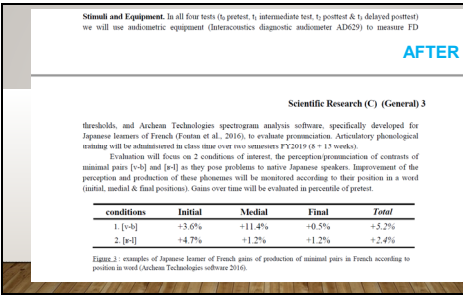 Stimuli and Equipment. In all four tests (t₀ pretest, t₁ intermediate test, t₂ posttest & t₃ delayed posttest)
we will use audiometric equipment (Interacoustics diagnostic audiometer AD629) to measure FD
AFTER
Scientific Research (C) (General) 3
thresholds, and Archean Technologies spectrogram analysis software, specifically developed for
Japanese learners of French (Fontan et al., 2016), to evaluate pronunciation. Articulatory phonological
training will be administered in class time over two semesters FY2019 (8 + 15 weeks).
Evaluation will focus on 2 conditions of interest, the perception/pronunciation of contrasts of
minimal pairs [v-b] and [ʁ-l] as they pose problems to native Japanese speakers. Improvement of the
perception and production of these phonemes will be monitored according to their position in a word
(initial, medial & final positions). Gains over time will be evaluated in percentile of pretest.
conditions Initial Medial Final Total
1. [v-b] +3.6% +11.4% +0.5% +5.2%
2. [ʁ-l] +4.7% +1.2% +1.2% +2.4%
Figure 3 : examples of Japanese learner of French gains of production of minimal pairs in French according to
position in word (Archean Technologies software 2016).